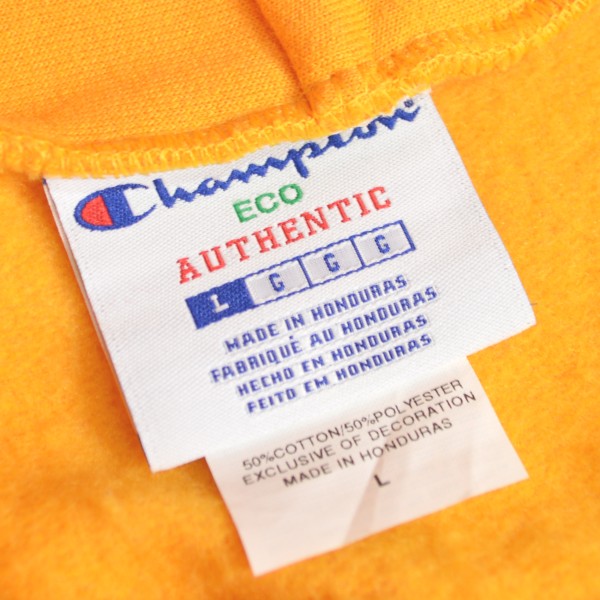 Champion®
ECO
AUTHENTIC
L G G G
MADE IN HONDURAS
FABRIQUÉ AU HONDURAS
HECHO EN HONDURAS
FEITO EM HONDURAS
50%COTTON/50%POLYESTER
EXCLUSIVE OF DECORATION
MADE IN HONDURAS
L